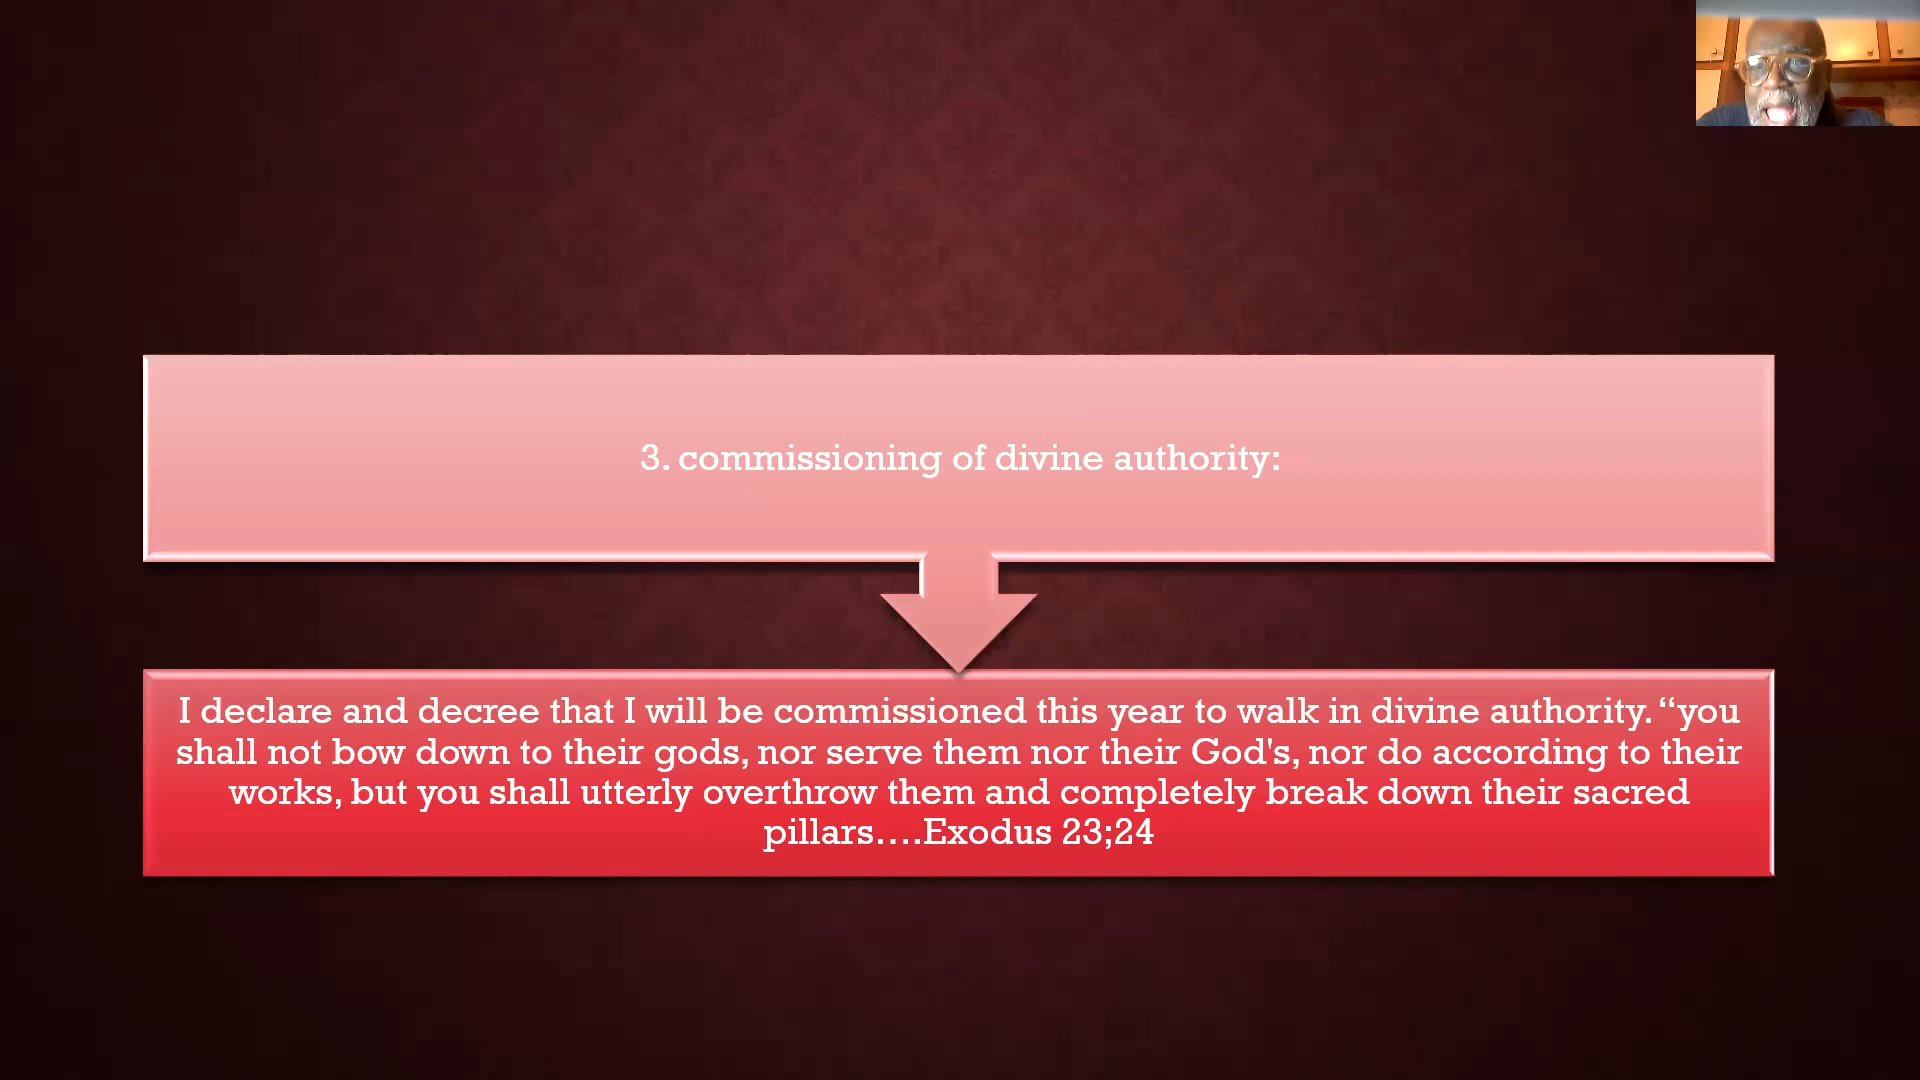 3. commissioning of divine authority:
I declare and decree that I will be commissioned this year to walk in divine authority. “you
shall not bow down to their gods, nor serve them nor their God's, nor do according to their
works, but you shall utterly overthrow them and completely break down their sacred
pillars....Exodus 23;24